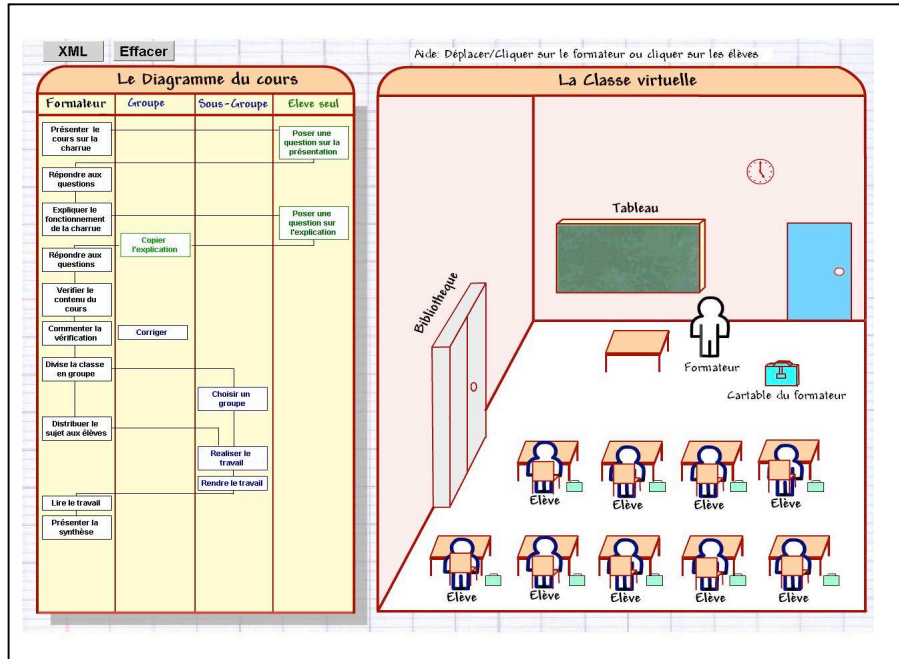 XML
Effacer
Aide: Déplacer/Cliquer sur le formateur ou cliquer sur les élèves
Le Diagramme du cours
Formateur
Groupe
Sous-Groupe
Eleve seul
Présenter le
cours sur la
charrue
Poser une
question sur la
présentation
Répondre aux
questions
Expliquer le
fonctionnement
de la charrue
Poser une
question sur
l'explication
Copier
l'explication
Répondre aux
questions
Verifier le
contenu du
cours
Commenter la
vérification
Corriger
Divise la classe
en groupe
Choisir un
groupe
Distribuer le
sujet aux élèves
Realiser le
travail
Rendre le travail
Lire le travail
Présenter la
synthèse
La Classe virtuelle
Tableau
Bibliotheque
Formateur
Cartable du formateur
Elève
Elève
Elève
Elève
Elève
Elève
Elève
Elève
Elève